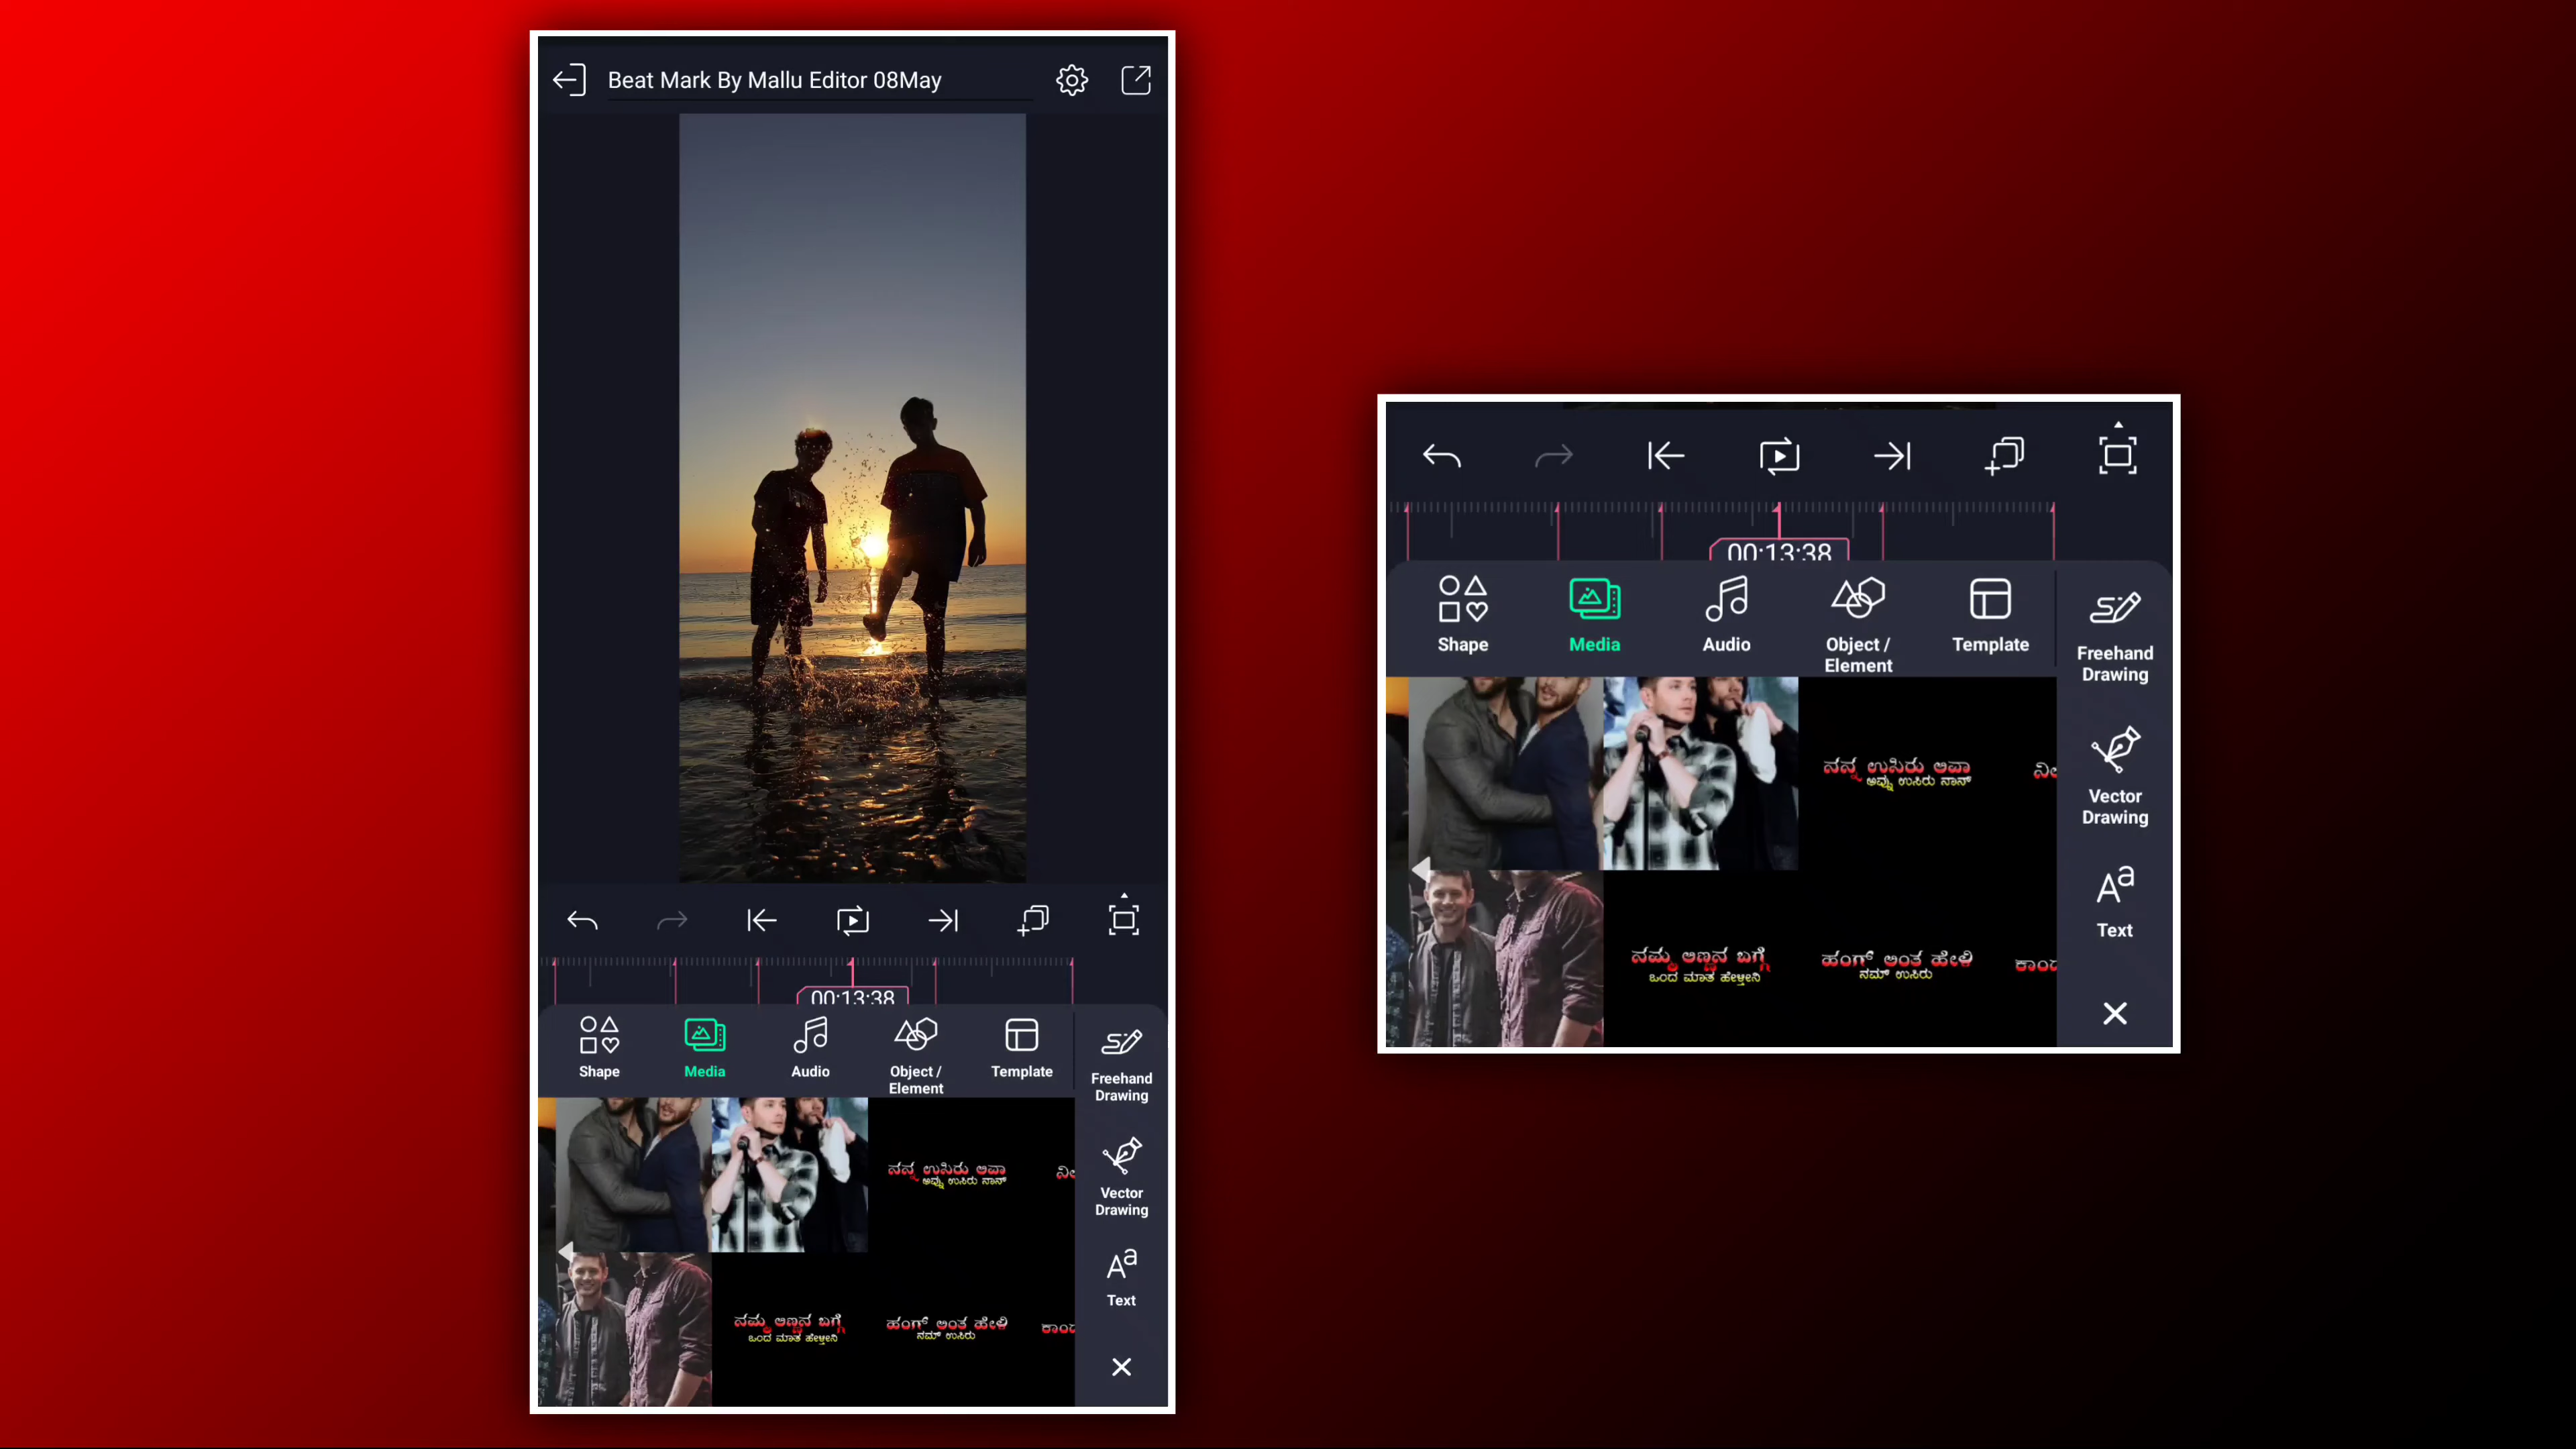 Beat Mark By Mallu Editor 08May
00:13:38
Shape
Media
Audio
Object /
Element
Template
Freehand
Drawing
Vector
Drawing
Text
ನನ್ನ ಉಸಿರು ಆವಾ
ಅವ್ನು ಉಸಿರು ನಾನ್
ನಮ್ಮ ಅಣ್ಣನ ಬಗ್ಗೆ
ಒಂದ ಮಾತ ಹೇಳ್ತೀನಿ
ಹಂಗ್ ಅಂತ ಹೇಳಿ
ನಮ್ ಉಸಿರು
00:13:38
Shape
Media
Audio
Object /
Element
Template
Freehand
Drawing
Vector
Drawing
Text
ನನ್ನ ಉಸಿರು ಆವಾ
ಅವ್ನು ಉಸಿರು ನಾನ್
ನಮ್ಮ ಅಣ್ಣನ ಬಗ್ಗೆ
ಒಂದ ಮಾತ ಹೇಳ್ತೀನಿ
ಹಂಗ್ ಅಂತ ಹೇಳಿ
ನಮ್ ಉಸಿರು